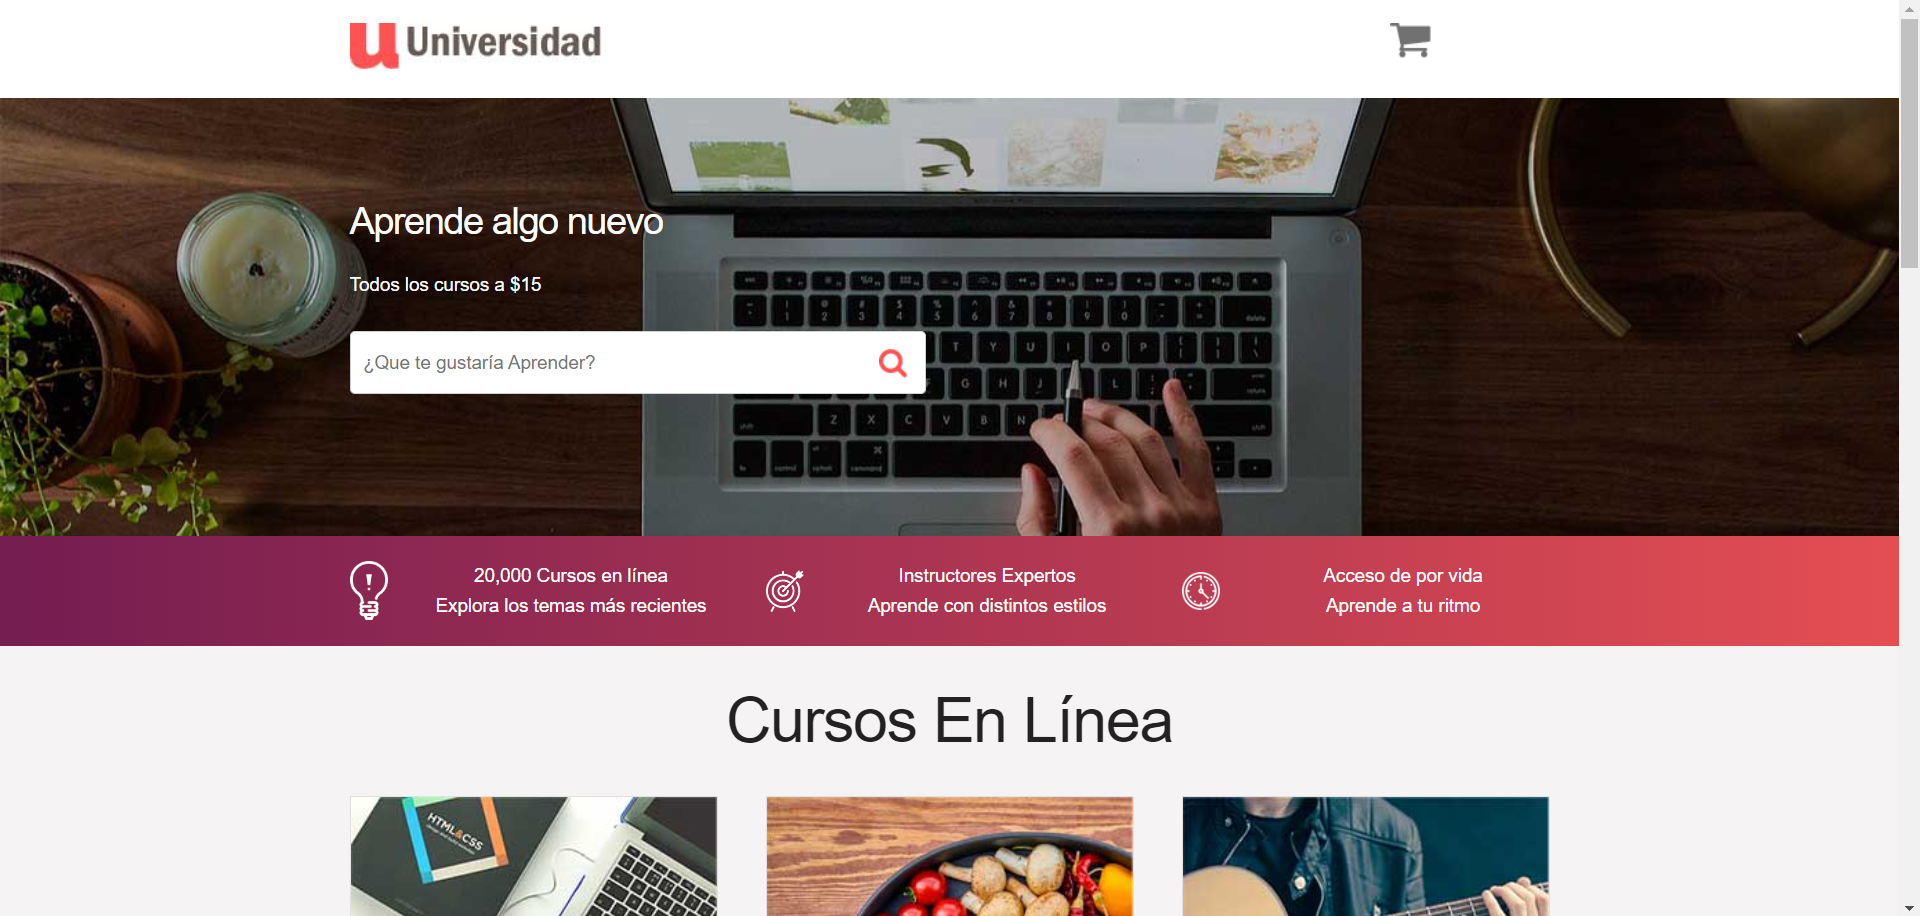 Universidad
Aprende algo nuevo
Todos los cursos a $15
¿Que te gustaría Aprender?
20,000 Cursos en línea
Explora los temas más recientes
Instructores Expertos
Aprende con distintos estilos
Acceso de por vida
Aprende a tu ritmo
Cursos En Línea
HTML&CSS